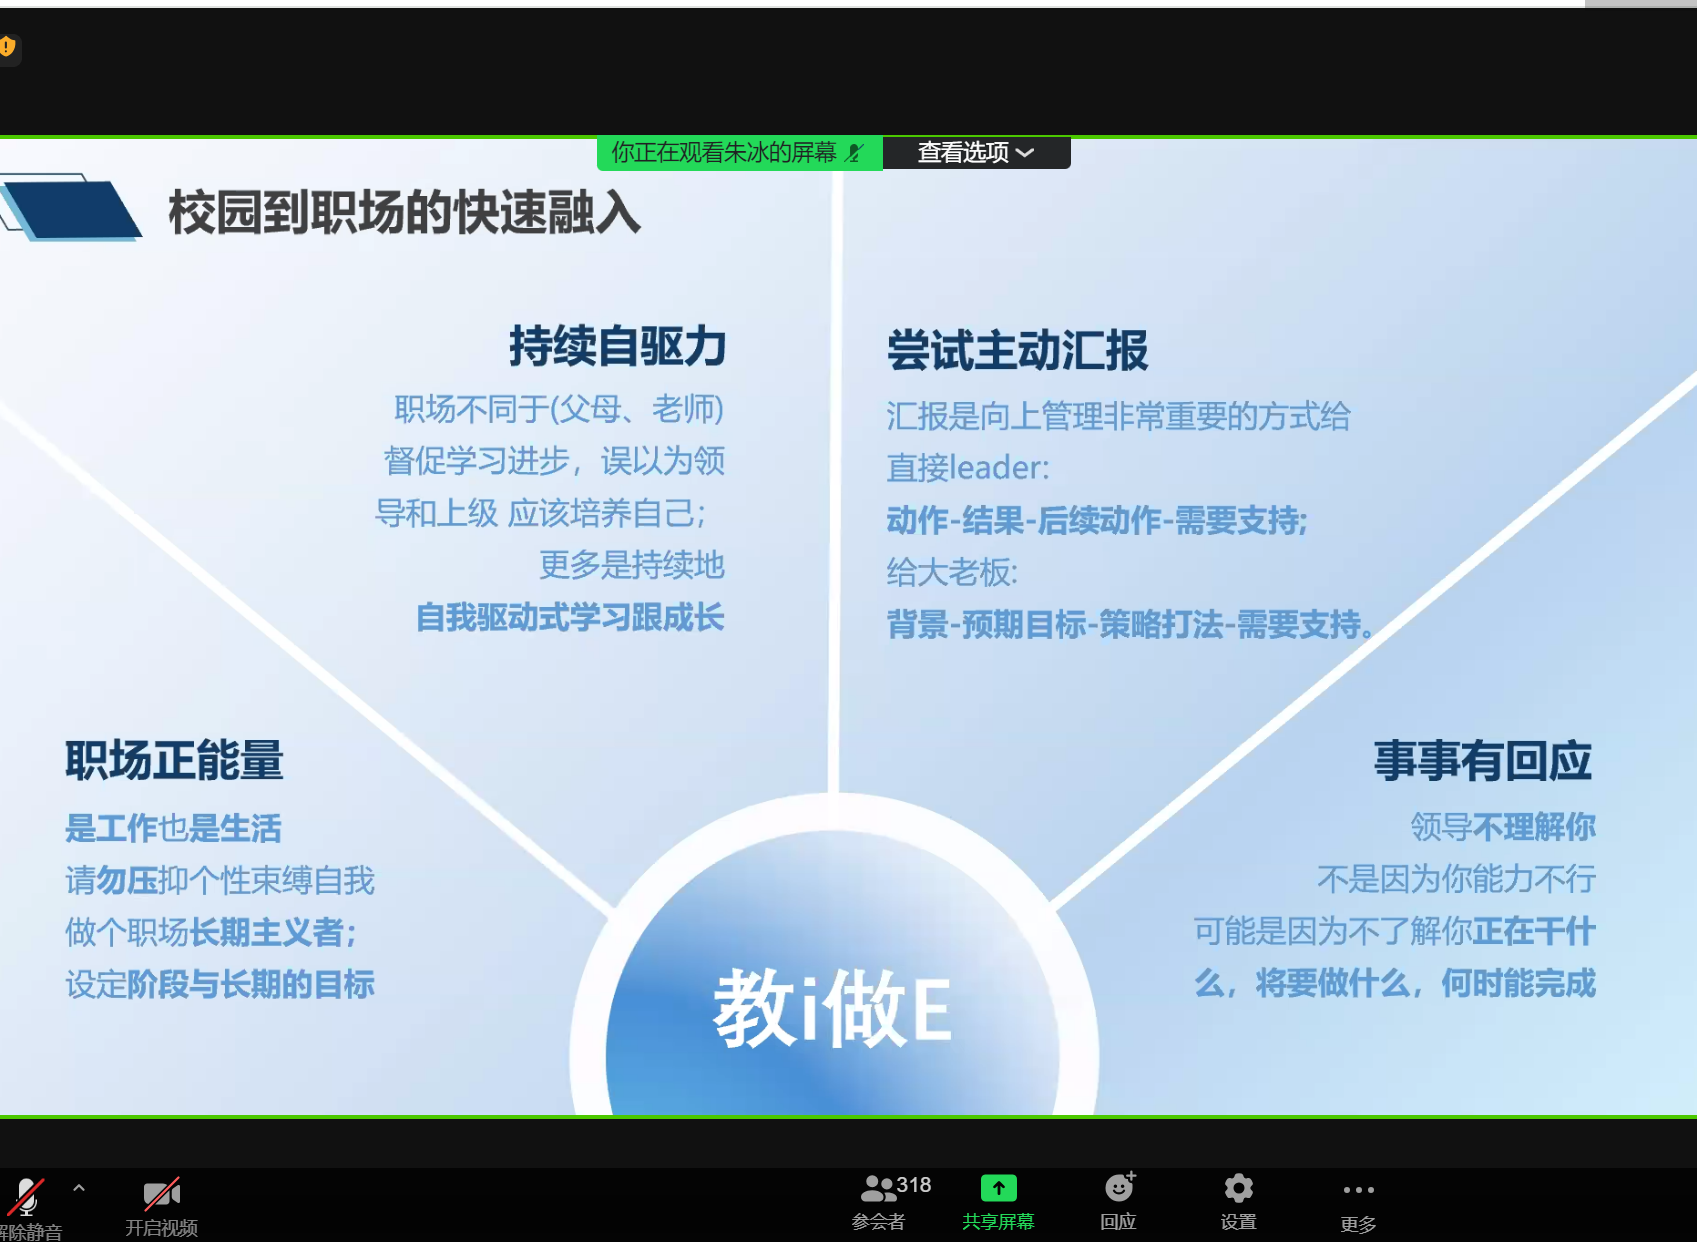 你正在观看朱冰的屏幕
查看选项
校园到职场的快速融入
持续自驱力
职场不同于(父母、老师)
督促学习进步，误以为领
导和上级 应该培养自己；
更多是持续地
自我驱动式学习跟成长
尝试主动汇报
汇报是向上管理非常重要的方式给
直接leader:
动作-结果-后续动作-需要支持;
给大老板:
背景-预期目标-策略打法-需要支持。
职场正能量
是工作也是生活
请勿压抑个性束缚自我
做个职场长期主义者；
设定阶段与长期的目标
事事有回应
领导不理解你
不是因为你能力不行
可能是因为不了解你正在干什
么，将要做什么，何时能完成
教i做E
解除静音
开启视频
318
参会者
共享屏幕
回应
设置
更多